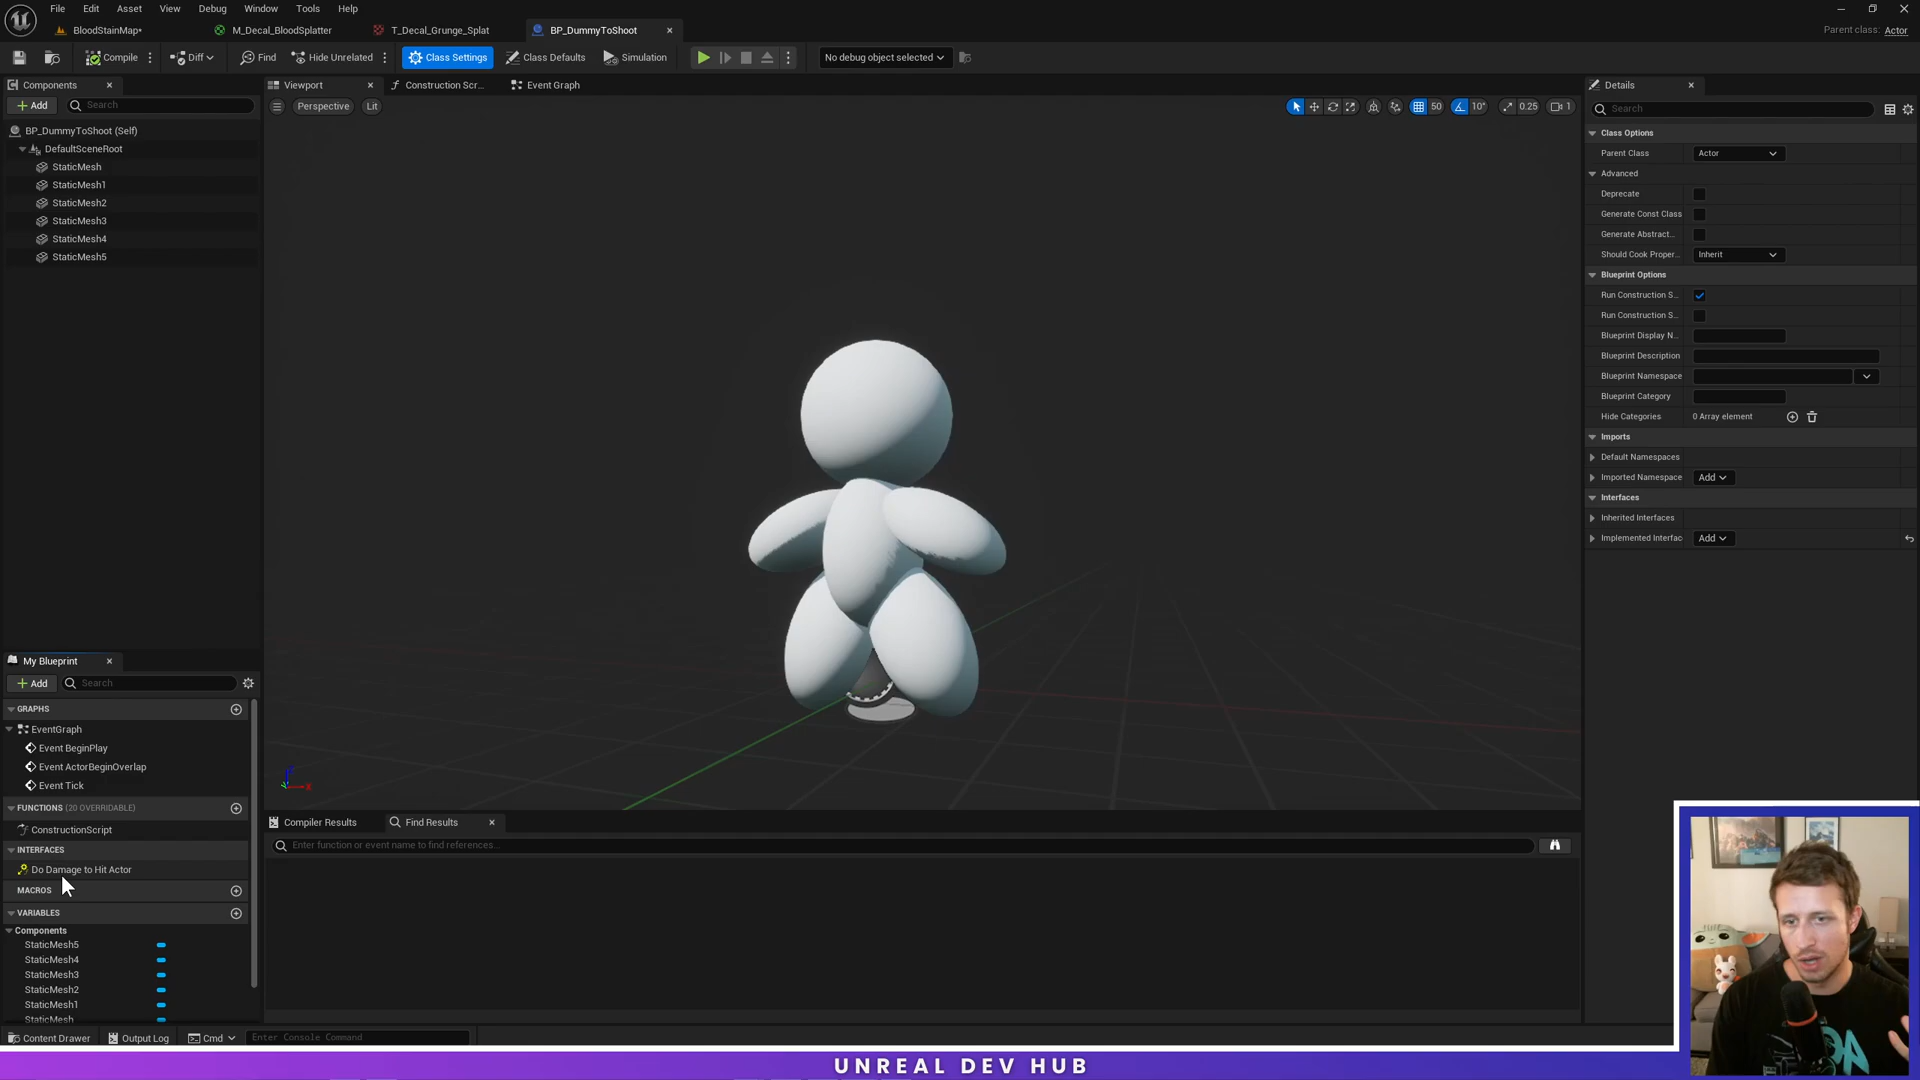 File Edit Asset View Debug Window Tools Help
BloodStainMap* M_Decal_BloodSplatter T_Decal_Grunge_Splat BP_DummyToShoot
Parent class: Actor
Compile Diff Find Hide Unrelated Class Settings Class Defaults Simulation No debug object selected
Components
Add Search
BP_DummyToShoot (Self)
DefaultSceneRoot
StaticMesh
StaticMesh1
StaticMesh2
StaticMesh3
StaticMesh4
StaticMesh5
My Blueprint
Add Search
GRAPHS
EventGraph
Event BeginPlay
Event ActorBeginOverlap
Event Tick
FUNCTIONS (20 OVERRIDABLE)
ConstructionScript
INTERFACES
Do Damage to Hit Actor
MACROS
VARIABLES
Components
StaticMesh5
StaticMesh4
StaticMesh3
StaticMesh2
StaticMesh1
StaticMesh
Viewport Construction Scr... Event Graph
Perspective Lit
50 10° 0.25 1
Compiler Results Find Results
Enter function or event name to find references...
Details
Search
Class Options
Parent Class Actor
Advanced
Deprecate
Generate Const Class
Generate Abstract...
Should Cook Proper... Inherit
Blueprint Options
Run Construction S...
Run Construction S...
Blueprint Display N...
Blueprint Description
Blueprint Namespace
Blueprint Category
Hide Categories 0 Array element
Imports
Default Namespaces
Imported Namespace Add
Interfaces
Inherited Interfaces
Implemented Interfac Add
Content Drawer Output Log Cmd Enter Console Command
UNREAL DEV HUB